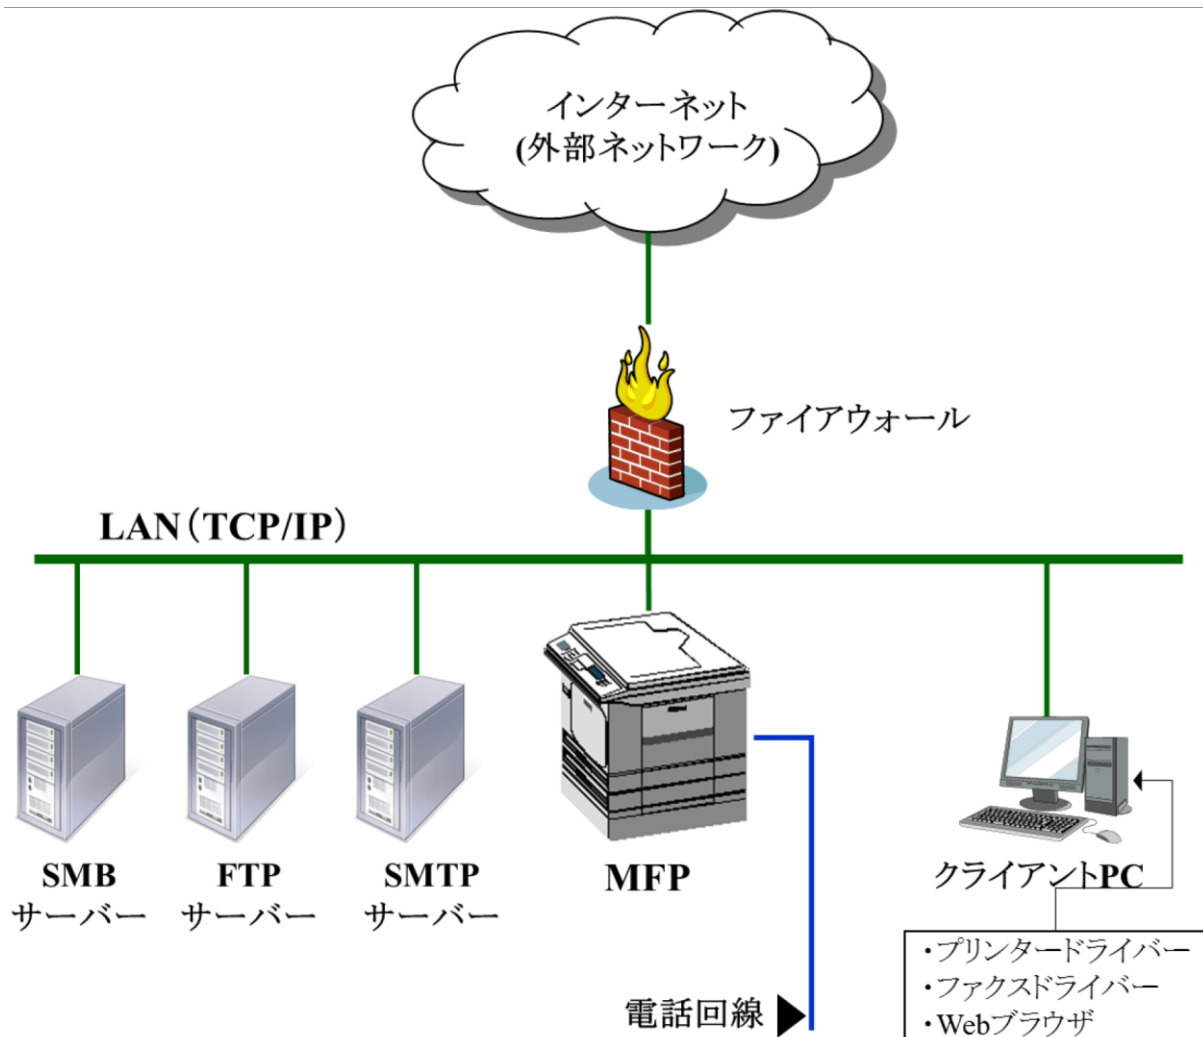 インターネット
(外部ネットワーク)
ファイアウォール
LAN（TCP/IP）
SMB
サーバー
FTP
サーバー
SMTP
サーバー
MFP
クライアントPC
電話回線
・プリンタードライバー
・ファクスドライバー
・Webブラウザ